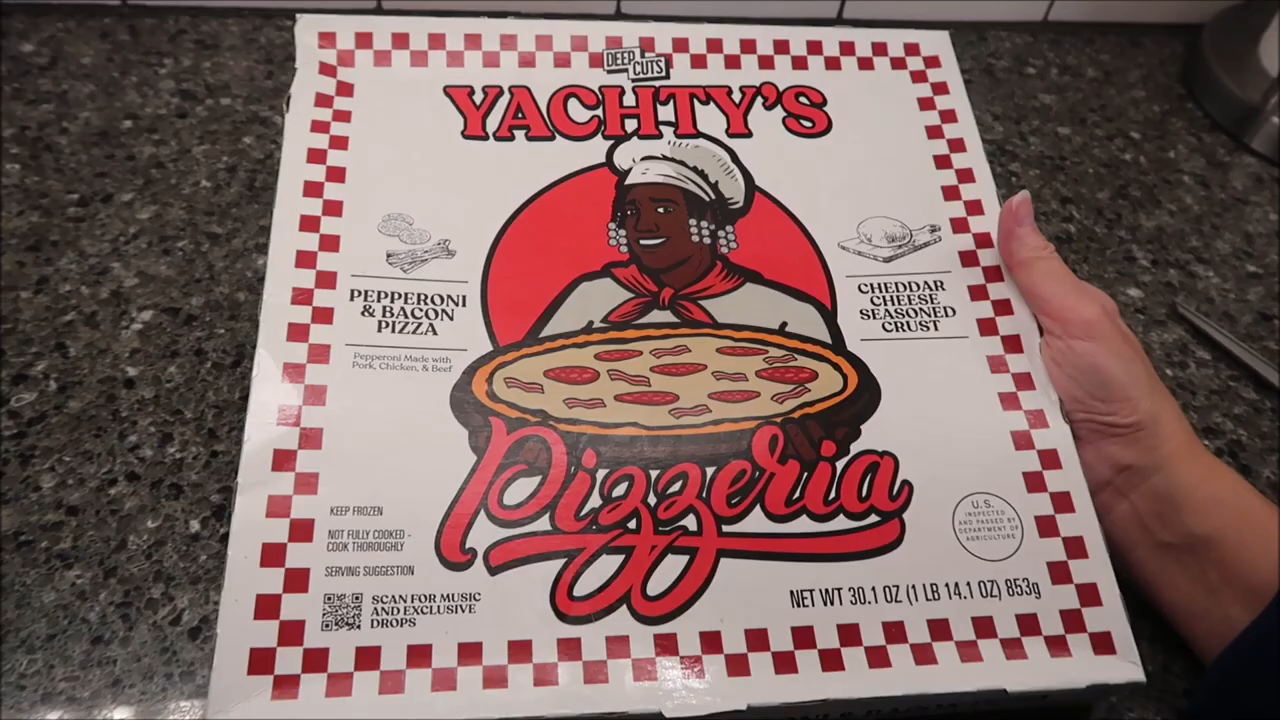 DEEP
CUTS
YACHTY'S
PEPPERONI
& BACON
PIZZA
Pepperoni Made with
Pork, Chicken, & Beef
CHEDDAR
CHEESE
SEASONED
CRUST
Pizzeria
KEEP FROZEN
NOT FULLY COOKED -
COOK THOROUGHLY
SERVING SUGGESTION
SCAN FOR MUSIC
AND EXCLUSIVE
DROPS
U.S.
INSPECTED
AND PASSED BY
DEPARTMENT OF
AGRICULTURE
NET WT 30.1 OZ (1 LB 14.1 OZ) 853g